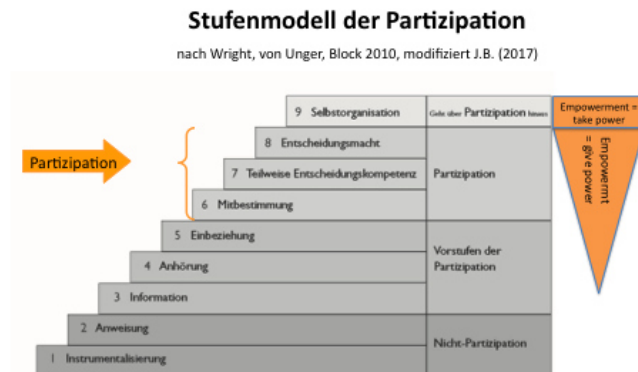 Stufenmodell der Partizipation
nach Wright, von Unger, Block 2010, modifiziert J.B. (2017)
9 Selbstorganisation
Geht über Partizipation hinaus
Empowerment =
take power
Partizipation
8 Entscheidungsmacht
7 Teilweise Entscheidungskompetenz
6 Mitbestimmung
Partizipation
Empowermt
= give power
5 Einbeziehung
4 Anhörung
3 Information
Vorstufen der
Partizipation
2 Anweisung
1 Instrumentalisierung
Nicht-Partizipation